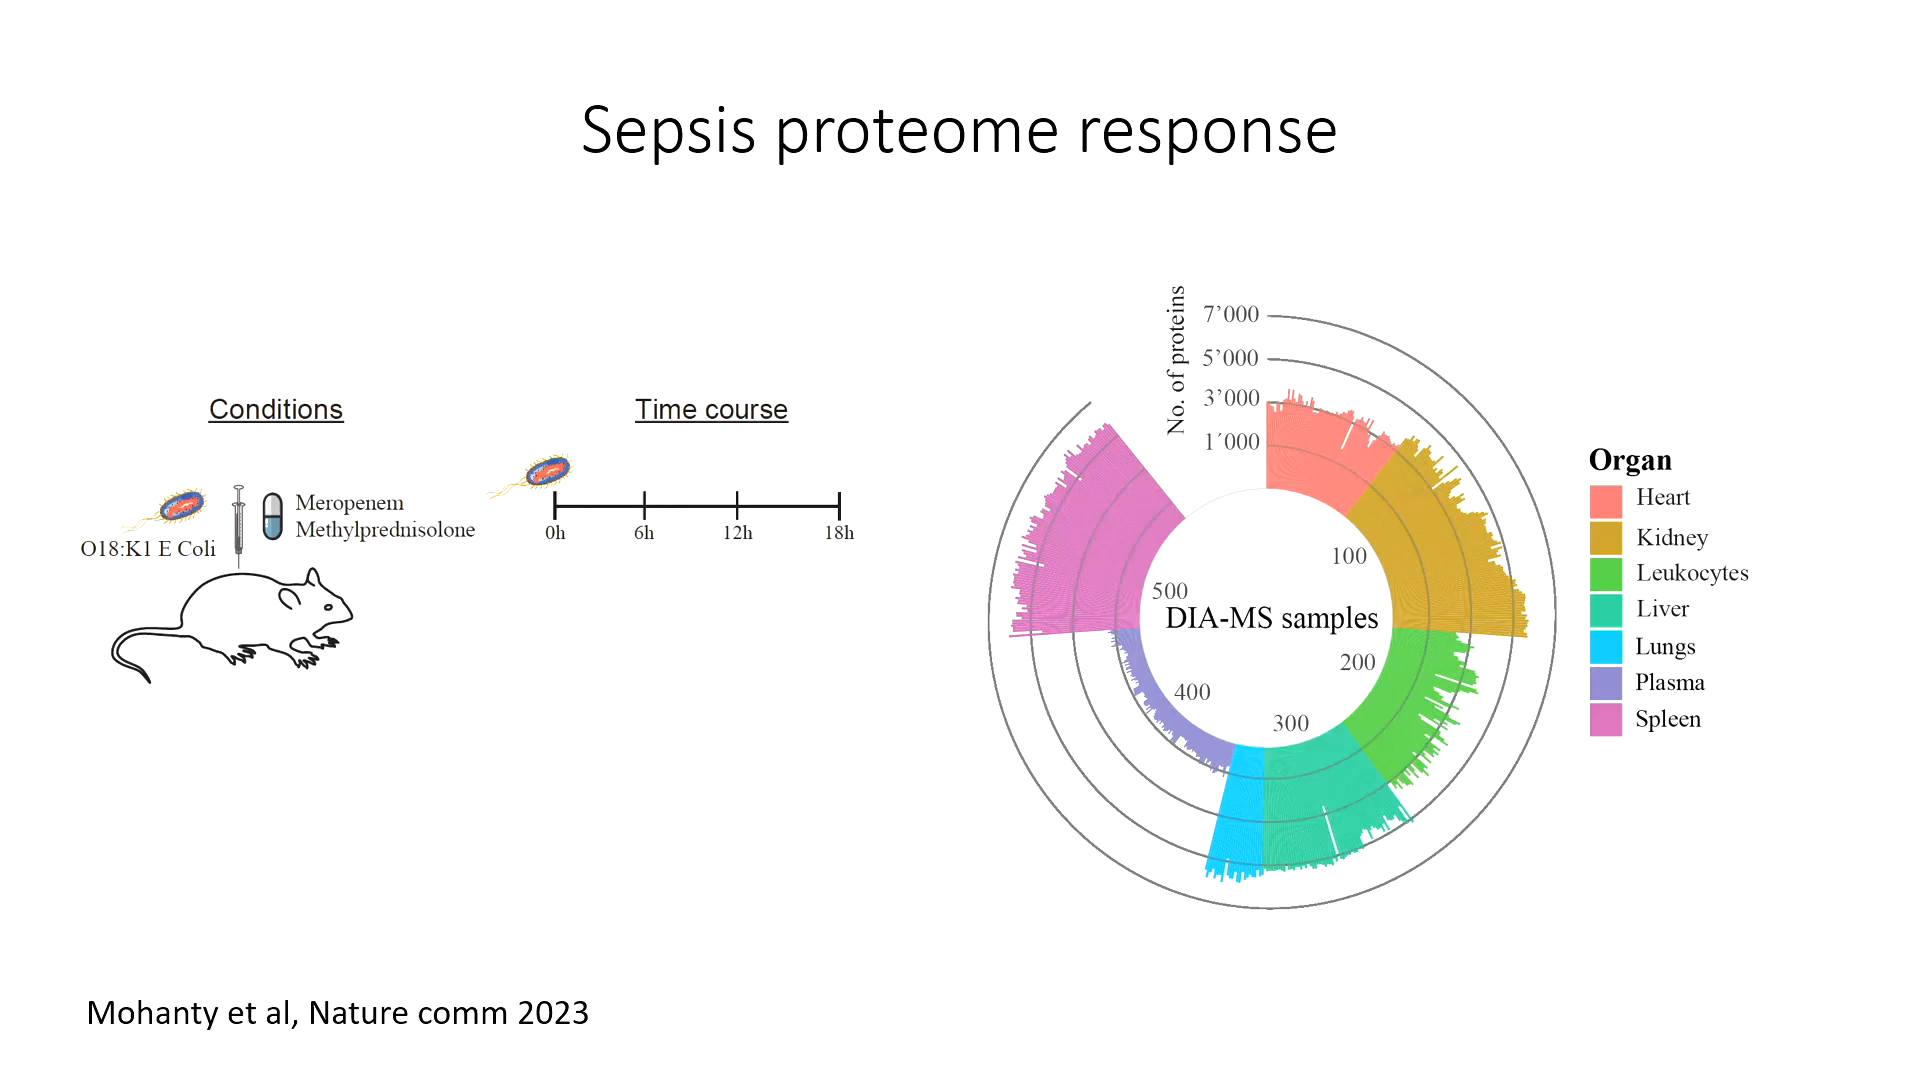 Sepsis proteome response
Conditions
O18:K1 E Coli
Meropenem
Methylprednisolone
Time course
0h 6h 12h 18h
No. of proteins
7’000
5’000
3’000
1´000
100
200
300
400
500
DIA-MS samples
Organ
Heart
Kidney
Leukocytes
Liver
Lungs
Plasma
Spleen
Mohanty et al, Nature comm 2023